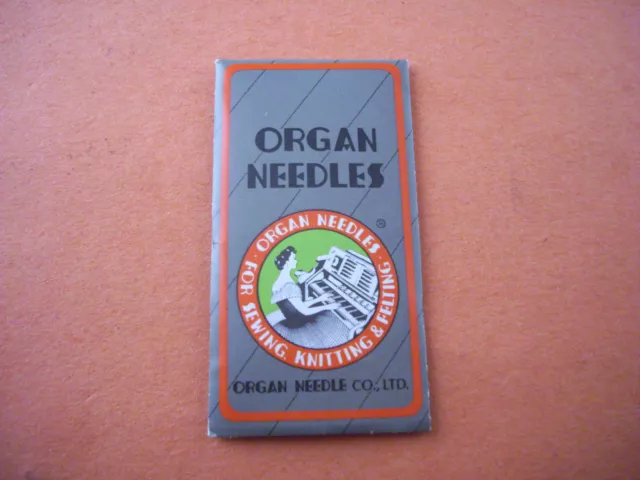 ORGAN
NEEDLES
®
· ORGAN NEEDLES ·
FOR SEWING, KNITTING & FELTING
ORGAN NEEDLE CO., LTD.